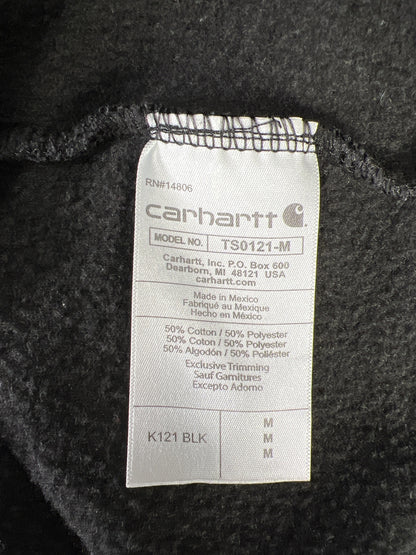 RN#14806
carhartt
MODEL NO. TS0121-M
Carhartt, Inc. P.O. Box 600
Dearborn, MI 48121 USA
carhartt.com
Made in Mexico
Fabriqué au Mexique
Hecho en México
50% Cotton / 50% Polyester
50% Coton / 50% Polyester
50% Algodón / 50% Poliéster
Exclusive Trimming
Sauf Garnitures
Excepto Adorno
K121 BLK
M
M
M